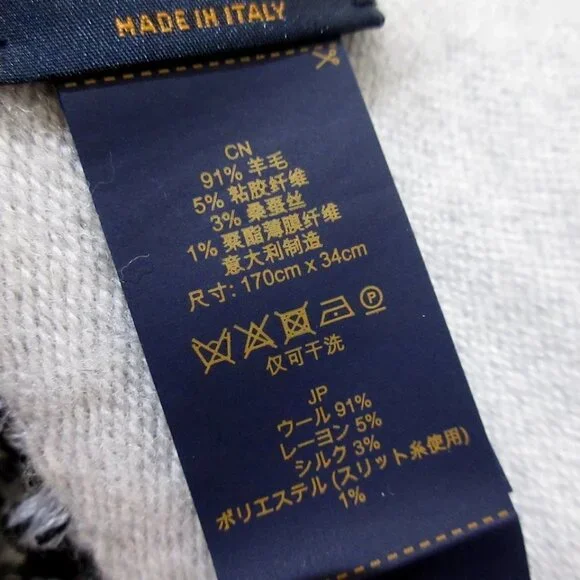 MADE IN ITALY
CN
91% 羊毛
5% 粘胶纤维
3% 桑蚕丝
1% 聚酯薄膜纤维
意大利制造
尺寸: 170cm x 34cm
P
仅可干洗
JP
ウール 91%
レーヨン 5%
シルク 3%
ポリエステル (スリット糸使用)
1%